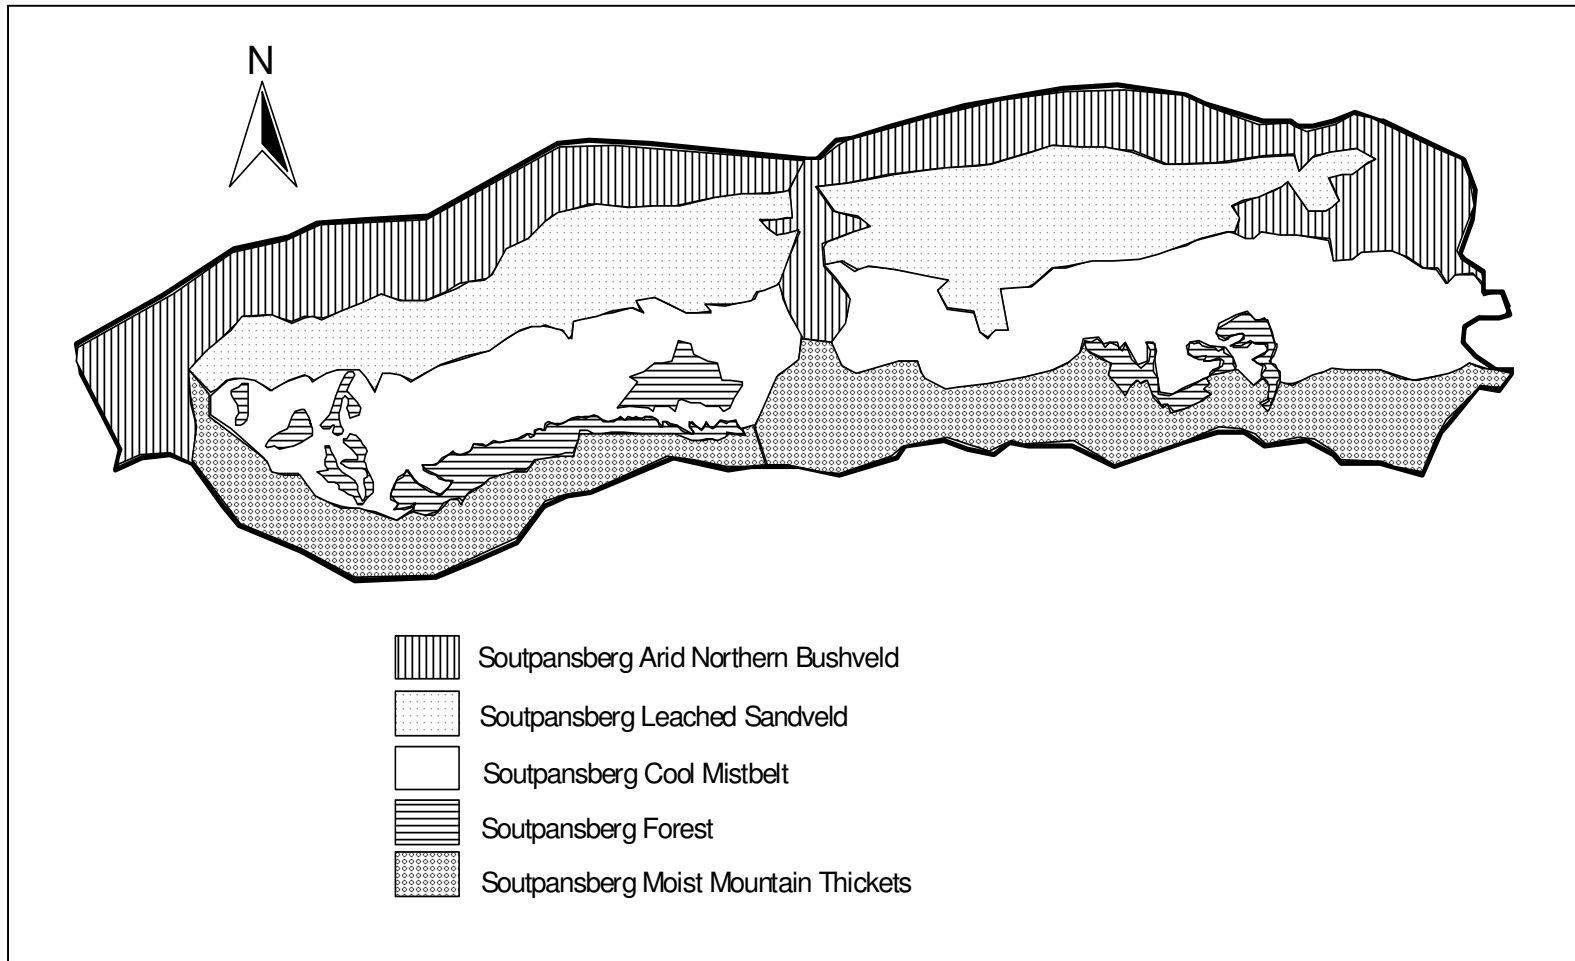 N
Soutpansberg Arid Northern Bushveld
Soutpansberg Leached Sandveld
Soutpansberg Cool Mistbelt
Soutpansberg Forest
Soutpansberg Moist Mountain Thickets